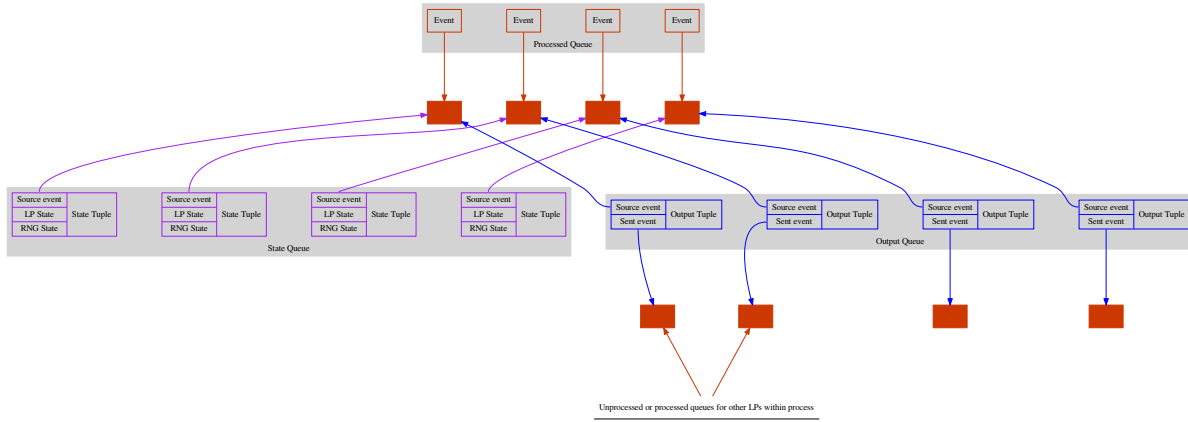 Event
Event
Event
Event
Processed Queue
Source event
LP State
RNG State
State Tuple
Source event
LP State
RNG State
State Tuple
Source event
LP State
RNG State
State Tuple
Source event
LP State
RNG State
State Tuple
State Queue
Source event
Sent event
Output Tuple
Source event
Sent event
Output Tuple
Source event
Sent event
Output Tuple
Source event
Sent event
Output Tuple
Output Queue
Unprocessed or processed queues for other LPs within process